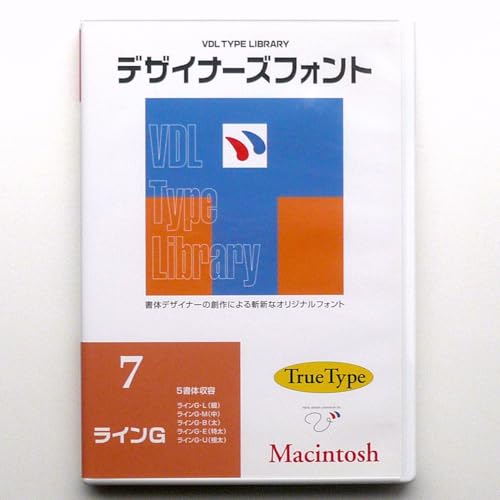 VDL TYPE LIBRARY
デザイナーズフォント
VDL
Type
Library
書体デザイナーの創作による斬新なオリジナルフォント
7
5書体収容
ラインG-L(細)
ラインG-M(中)
ラインG-B(太)
ラインG-E(特太)
ラインG-U(極太)
ラインG
TrueType
Macintosh